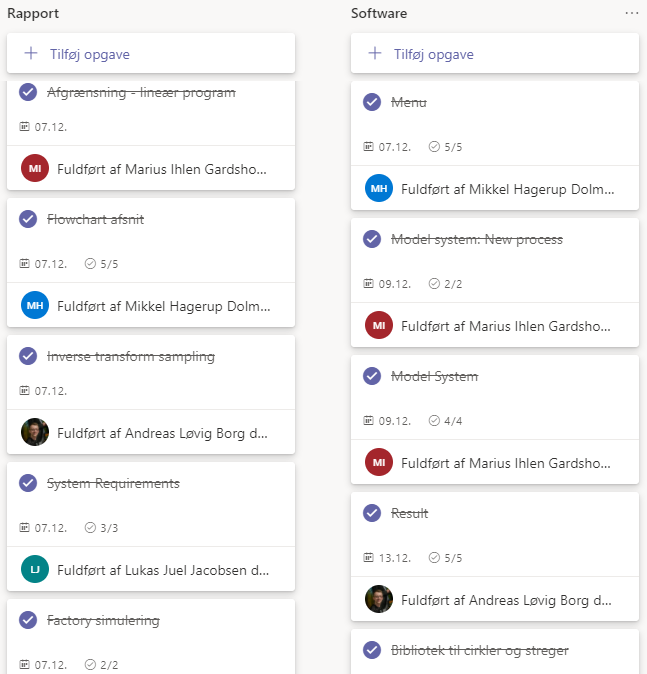 Rapport
Tilføj opgave
Afgrænsning - lineær program
07.12.
MI Fuldført af Marius Ihlen Gardsho...
Flowchart afsnit
07.12. 5/5
MH Fuldført af Mikkel Hagerup Dolm...
Inverse transform sampling
07.12.
Fuldført af Andreas Løvig Borg d...
System Requirements
07.12. 3/3
LJ Fuldført af Lukas Juel Jacobsen d...
Factory simulering
07.12. 2/2
Software
Tilføj opgave
Menu
07.12. 5/5
MH Fuldført af Mikkel Hagerup Dolm...
Model system: New process
09.12. 2/2
MI Fuldført af Marius Ihlen Gardsho...
Model System
09.12. 4/4
MI Fuldført af Marius Ihlen Gardsho...
Result
13.12. 5/5
Fuldført af Andreas Løvig Borg d...
Bibliotek til cirkler og streger